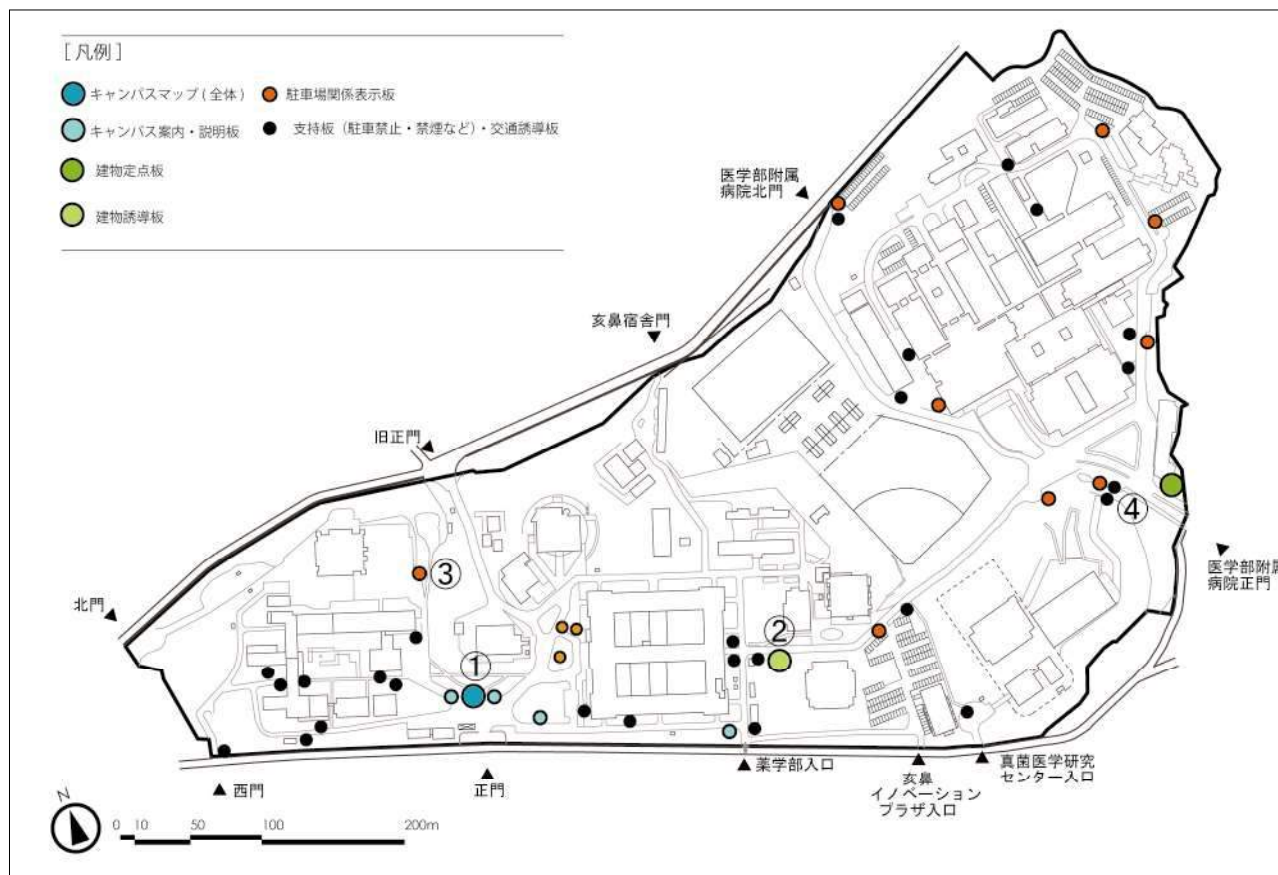 [ 凡例 ]
キャンパスマップ ( 全体 )
駐車場関係表示板
キャンパス案内・説明板
支持板（駐車禁止・禁煙など）・交通誘導板
建物定点板
建物誘導板
医学部附属
病院北門
亥鼻宿舎門
旧正門
北門
③
①
②
④
医学部附属
病院正門
西門
正門
薬学部入口
亥鼻
イノベーション
プラザ入口
真菌医学研究
センター入口
N
0 10 50 100 200m